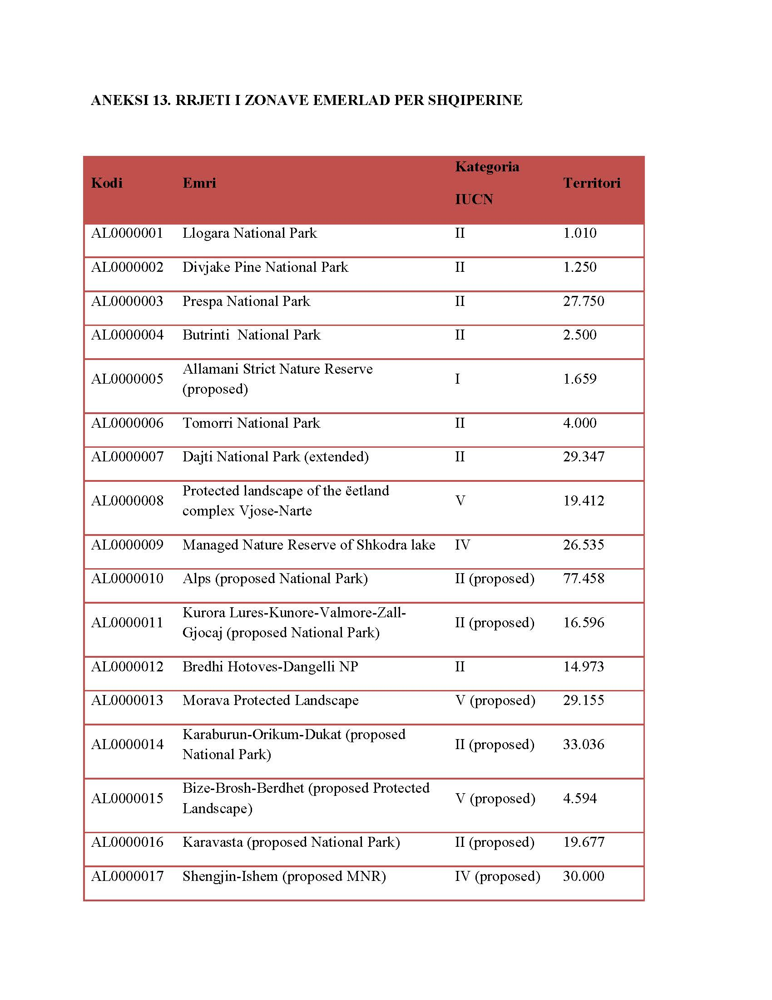 ANEKSI 13. RRJETI I ZONAVE EMERLAD PER SHQIPERINE
Kodi Emri Kategoria IUCN Territori
AL0000001 Llogara National Park II 1.010
AL0000002 Divjake Pine National Park II 1.250
AL0000003 Prespa National Park II 27.750
AL0000004 Butrinti National Park II 2.500
AL0000005 Allamani Strict Nature Reserve
(proposed) I 1.659
AL0000006 Tomorri National Park II 4.000
AL0000007 Dajti National Park (extended) II 29.347
AL0000008 Protected landscape of the ëetland
complex Vjose-Narte V 19.412
AL0000009 Managed Nature Reserve of Shkodra lake IV 26.535
AL0000010 Alps (proposed National Park) II (proposed) 77.458
AL0000011 Kurora Lures-Kunore-Valmore-Zall-
Gjocaj (proposed National Park) II (proposed) 16.596
AL0000012 Bredhi Hotoves-Dangelli NP II 14.973
AL0000013 Morava Protected Landscape V (proposed) 29.155
AL0000014 Karaburun-Orikum-Dukat (proposed
National Park) II (proposed) 33.036
AL0000015 Bize-Brosh-Berdhet (proposed Protected
Landscape) V (proposed) 4.594
AL0000016 Karavasta (proposed National Park) II (proposed) 19.677
AL0000017 Shengjin-Ishem (proposed MNR) IV (proposed) 30.000